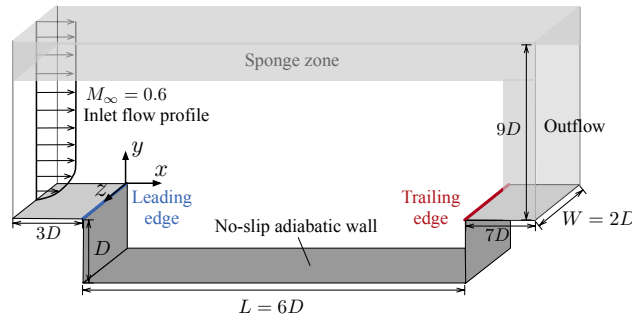 Sponge zone
M∞ = 0.6
Inlet flow profile
9D
Outflow
y
x
z
Leading
edge
Trailing
edge
3D
D
No-slip adiabatic wall
7D
W = 2D
L = 6D